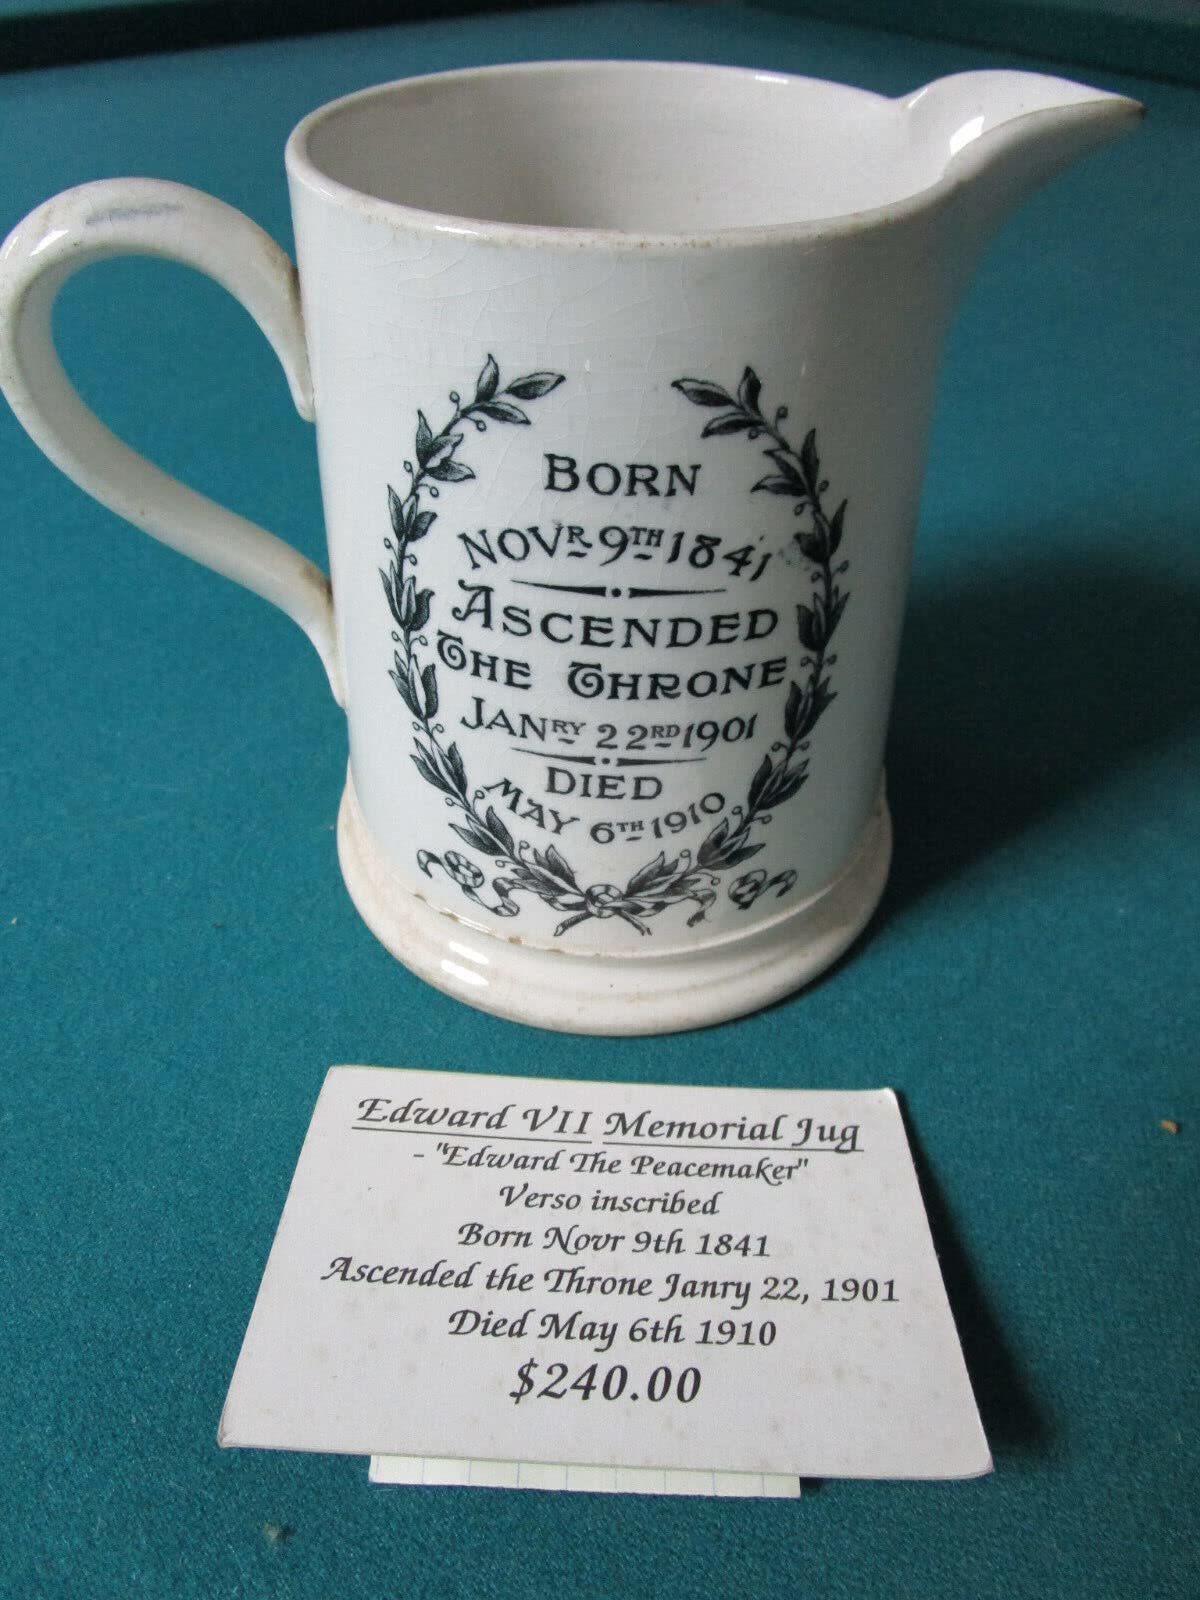 BORN
NOVR 9TH 1841
ASCENDED
THE THRONE
JANRY 22RD 1901
DIED
MAY 6TH 1910
Edward VII Memorial Jug
- "Edward The Peacemaker"
Verso inscribed
Born Novr 9th 1841
Ascended the Throne Janry 22, 1901
Died May 6th 1910
$240.00